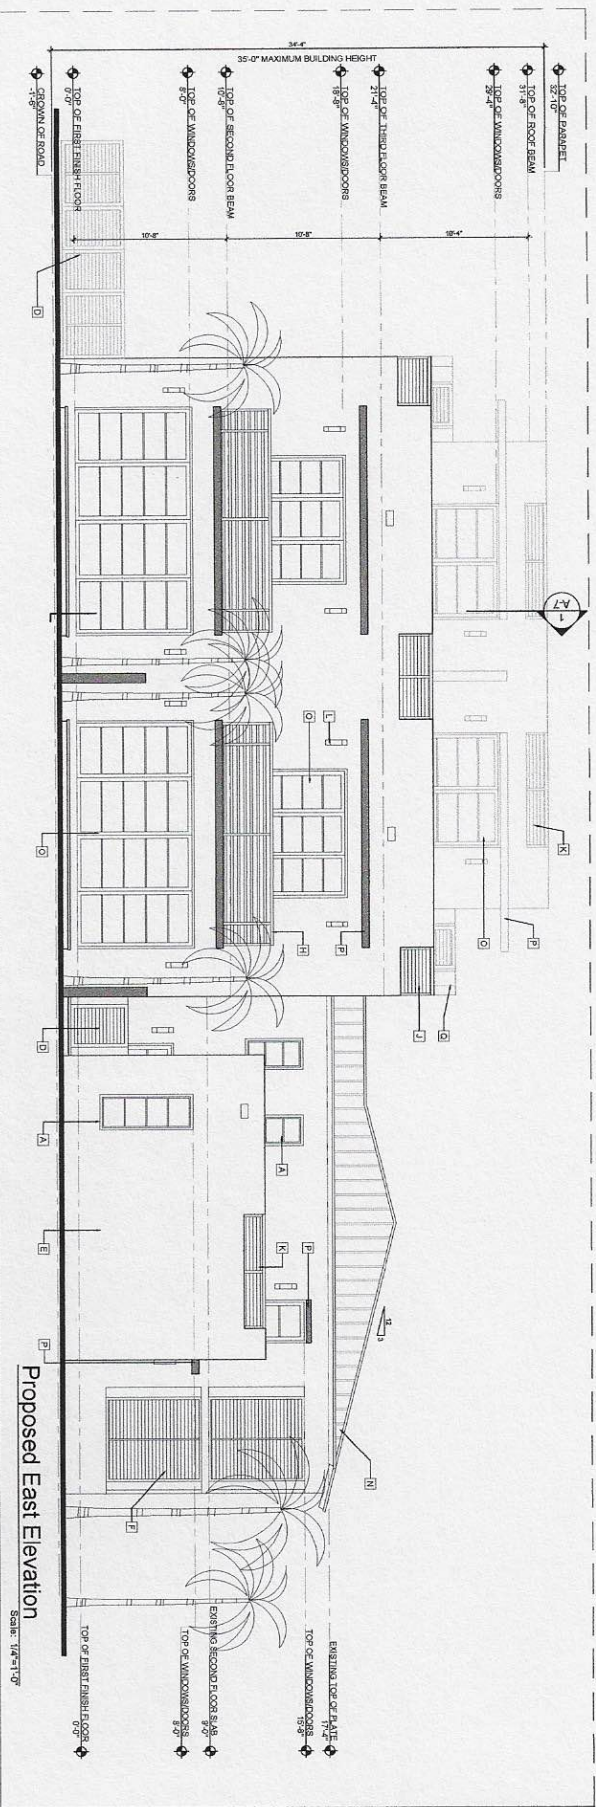 34'-4"
35'-0" MAXIMUM BUILDING HEIGHT
TOP OF PARAPET
32'-10"
TOP OF ROOF BEAM
31'-8"
TOP OF WINDOWS/DOORS
29'-4"
TOP OF THIRD FLOOR BEAM
21'-4"
TOP OF WINDOWS/DOORS
18'-8"
TOP OF SECOND FLOOR BEAM
10'-8"
TOP OF WINDOWS/DOORS
8'-0"
TOP OF FIRST FINISH FLOOR
0'-0"
CROWN OF ROAD
-1'-6"
10'-4"
10'-8"
10'-8"
D
1
A-7
K
P
O
Q
J
L
O
P
H
O
D
A
E
A
K
P
P
12
3
N
F
EXISTING TOP OF PLATE
17'-4"
TOP OF WINDOWS/DOORS
15'-8"
EXISTING SECOND FLOOR SLAB
9'-0"
TOP OF WINDOWS/DOORS
8'-0"
TOP OF FIRST FINISH FLOOR
0'-0"
Proposed East Elevation
Scale: 1/4"=1'-0"